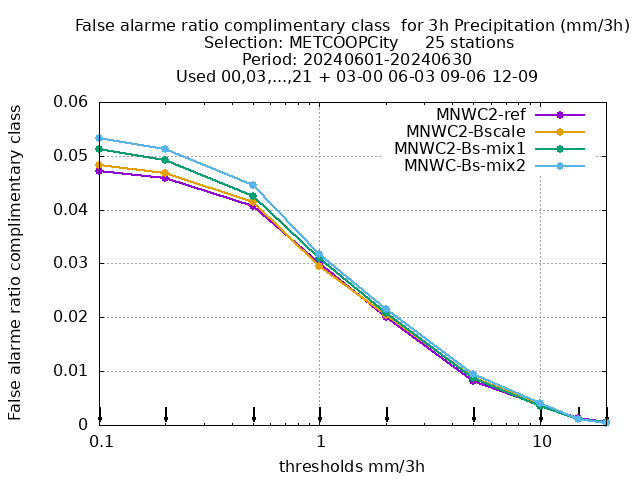 False alarme ratio complimentary class  for 3h Precipitation (mm/3h)
Selection: METCOOPCity     25 stations
Period: 20240601-20240630
Used 00,03,...,21 + 03-00 06-03 09-06 12-09
False alarme ratio complimentary class
0.06
0.05
0.04
0.03
0.02
0.01
0
MNWC2-ref
MNWC2-Bscale
MNWC2-Bs-mix1
MNWC-Bs-mix2
0.1 1 10
thresholds mm/3h